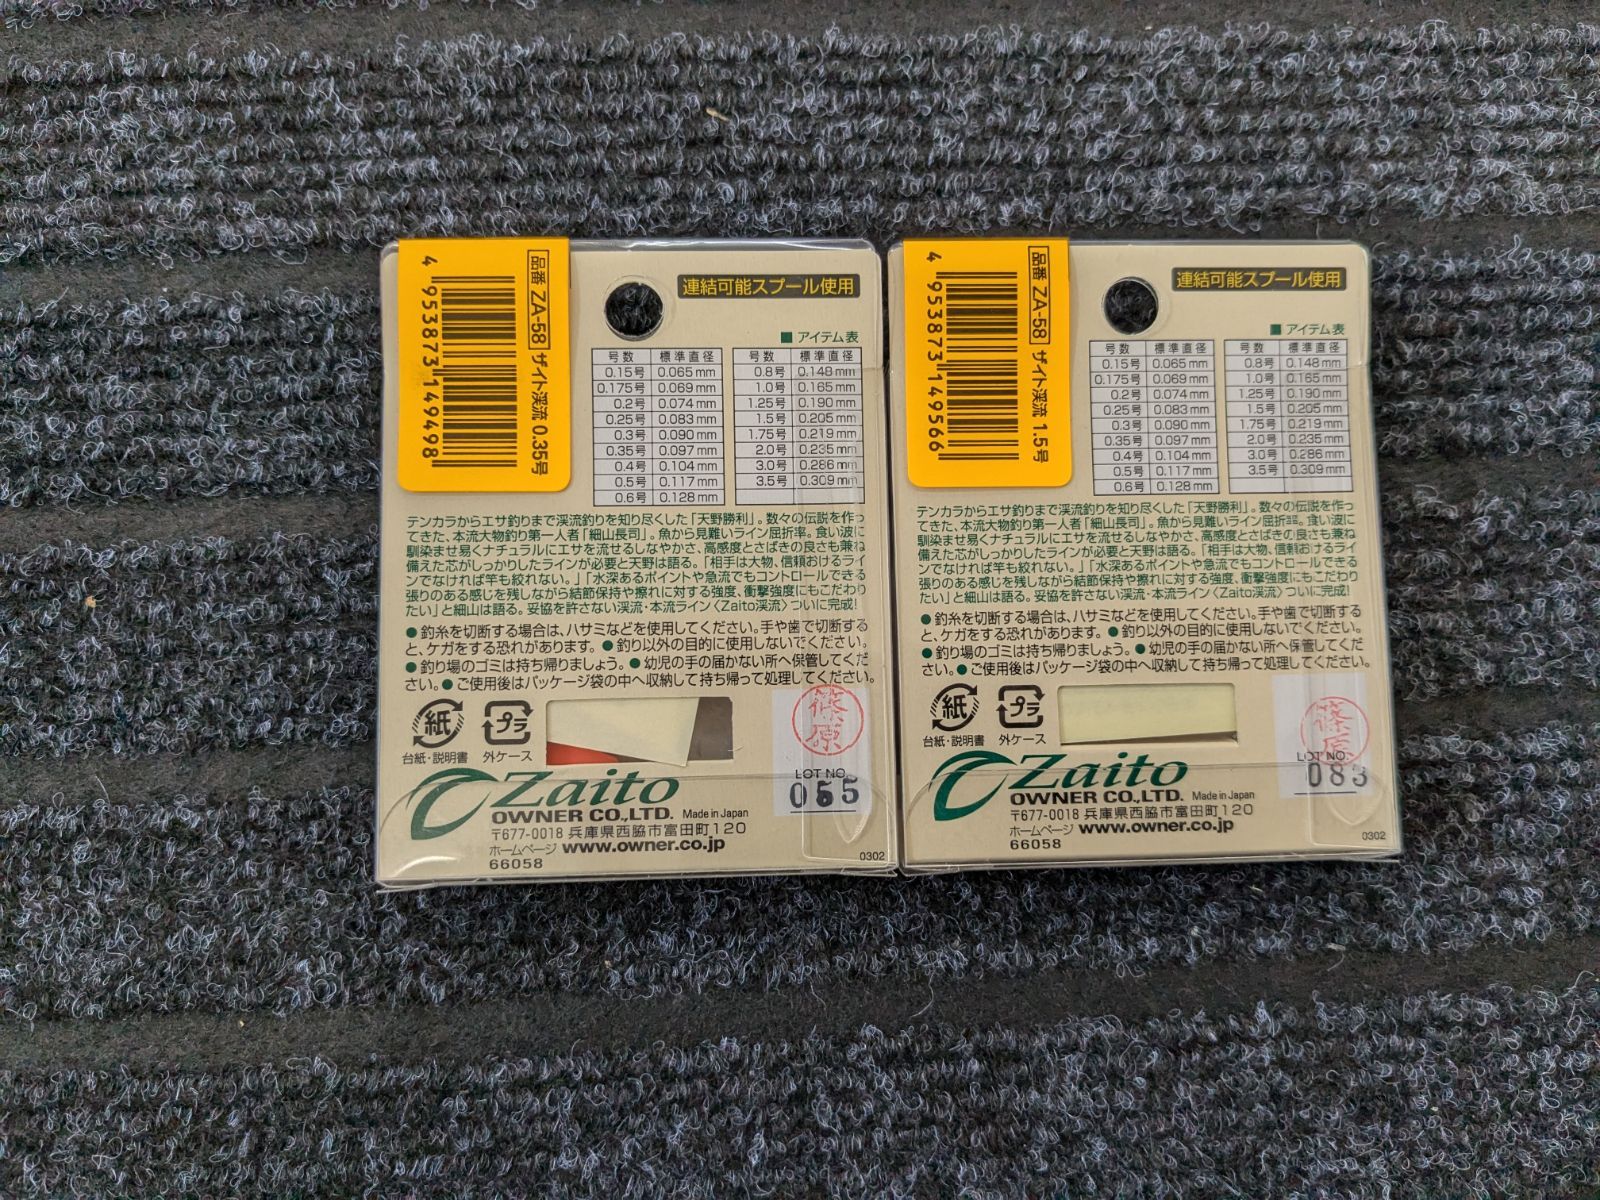 品番 ZA-58 ザイト渓流 0.35号
4 953873 149498
連結可能スプール使用
■ アイテム表
号数 標準直径 号数 標準直径
0.15号 0.065mm 0.8号 0.148mm
0.175号 0.069mm 1.0号 0.165mm
0.2号 0.074mm 1.25号 0.190mm
0.25号 0.083mm 1.5号 0.205mm
0.3号 0.090mm 1.75号 0.219mm
0.35号 0.097mm 2.0号 0.235mm
0.4号 0.104mm 3.0号 0.286mm
0.5号 0.117mm 3.5号 0.309mm
0.6号 0.128mm
テンカラからエサ釣りまで渓流釣りを知り尽くした「天野勝利」。数々の伝説を作っ
てきた、本流大物釣り第一人者「細山長司」。魚から見難いライン屈折率。食い波に
馴染ませ易くナチュラルにエサを流せるしなやかさ、高感度とさばきの良さも兼ね
備えた芯がしっかりしたラインが必要と天野は語る。「相手は大物、信頼おけるライ
ンでなければ竿も絞れない。」「水深あるポイントや急流でもコントロールできる
張りのある感じを残しながら結節保持や擦れに対する強度、衝撃強度にもこだわり
たい」と細山は語る。妥協を許さない渓流・本流ライン〈Zaito渓流〉ついに完成!
● 釣糸を切断する場合は、ハサミなどを使用してください。手や歯で切断する
と、ケガをする恐れがあります。● 釣り以外の目的に使用しないでください。
● 釣り場のゴミは持ち帰りましょう。● 幼児の手の届かない所へ保管してくだ
さい。● ご使用後はパッケージ袋の中へ収納して持ち帰って処理してください。
紙 プラ
台紙・説明書 外ケース
篠原
LOT NO.
055
Zaito
OWNER CO.,LTD. Made in Japan
〒677-0018 兵庫県西脇市富田町120
ホームページ www.owner.co.jp
66058
0302
品番 ZA-58 ザイト渓流 1.5号
4 953873 149566
連結可能スプール使用
■ アイテム表
号数 標準直径 号数 標準直径
0.15号 0.065mm 0.8号 0.148mm
0.175号 0.069mm 1.0号 0.165mm
0.2号 0.074mm 1.25号 0.190mm
0.25号 0.083mm 1.5号 0.205mm
0.3号 0.090mm 1.75号 0.219mm
0.35号 0.097mm 2.0号 0.235mm
0.4号 0.104mm 3.0号 0.286mm
0.5号 0.117mm 3.5号 0.309mm
0.6号 0.128mm
テンカラからエサ釣りまで渓流釣りを知り尽くした「天野勝利」。数々の伝説を作っ
てきた、本流大物釣り第一人者「細山長司」。魚から見難いライン屈折率。食い波に
馴染ませ易くナチュラルにエサを流せるしなやかさ、高感度とさばきの良さも兼ね
備えた芯がしっかりしたラインが必要と天野は語る。「相手は大物、信頼おけるライ
ンでなければ竿も絞れない。」「水深あるポイントや急流でもコントロールできる
張りのある感じを残しながら結節保持や擦れに対する強度、衝撃強度にもこだわり
たい」と細山は語る。妥協を許さない渓流・本流ライン〈Zaito渓流〉ついに完成!
● 釣糸を切断する場合は、ハサミなどを使用してください。手や歯で切断する
と、ケガをする恐れがあります。● 釣り以外の目的に使用しないでください。
● 釣り場のゴミは持ち帰りましょう。● 幼児の手の届かない所へ保管してくだ
さい。● ご使用後はパッケージ袋の中へ収納して持ち帰って処理してください。
紙 プラ
台紙・説明書 外ケース
篠原
LOT NO.
083
Zaito
OWNER CO.,LTD. Made in Japan
〒677-0018 兵庫県西脇市富田町120
ホームページ www.owner.co.jp
66058
0302